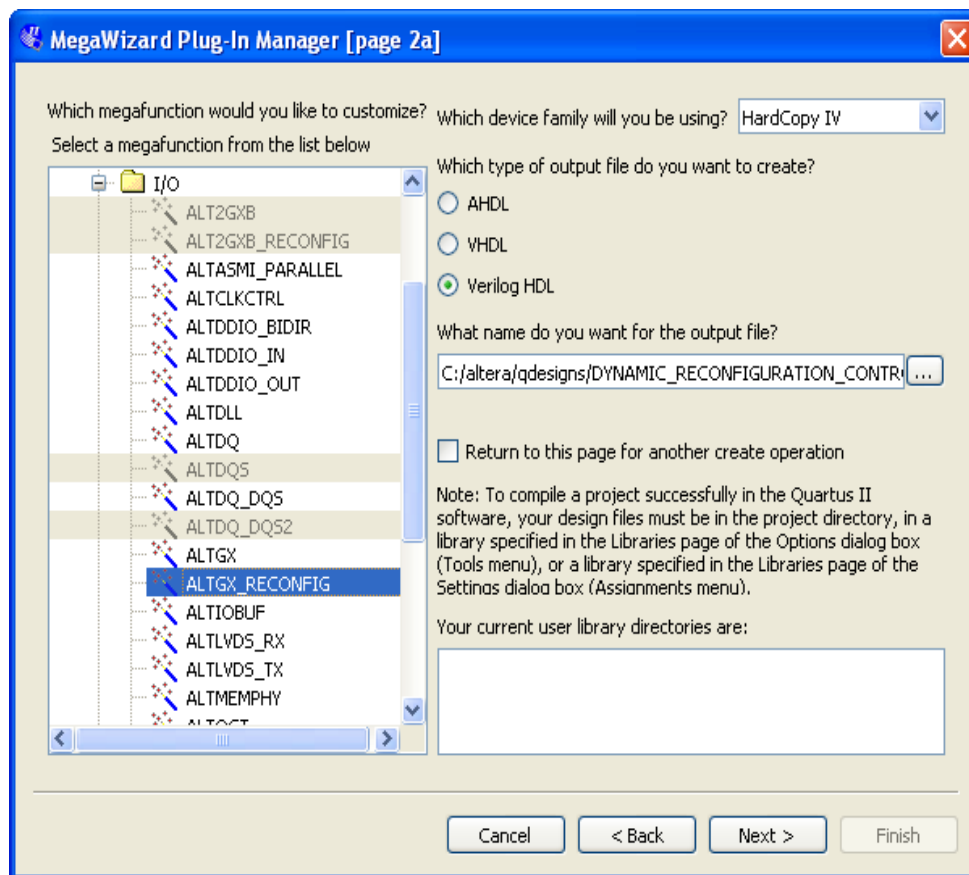 MegaWizard Plug-In Manager [page 2a]
Which megafunction would you like to customize?
Select a megafunction from the list below
I/O
ALT2GXB
ALT2GXB_RECONFIG
ALTASMI_PARALLEL
ALTCLKCTRL
ALTDDIO_BIDIR
ALTDDIO_IN
ALTDDIO_OUT
ALTDLL
ALTDQ
ALTDQS
ALTDQ_DQS
ALTDQ_DQS2
ALTGX
ALTGX_RECONFIG
ALTIOBUF
ALTLVDS_RX
ALTLVDS_TX
ALTMEMPHY
Which device family will you be using? HardCopy IV
Which type of output file do you want to create?
AHDL
VHDL
Verilog HDL
What name do you want for the output file?
C:/altera/qdesigns/DYNAMIC_RECONFIGURATION_CONTR ...
Return to this page for another create operation
Note: To compile a project successfully in the Quartus II
software, your design files must be in the project directory, in a
library specified in the Libraries page of the Options dialog box
(Tools menu), or a library specified in the Libraries page of the
Settings dialog box (Assignments menu).
Your current user library directories are:
Cancel < Back Next > Finish